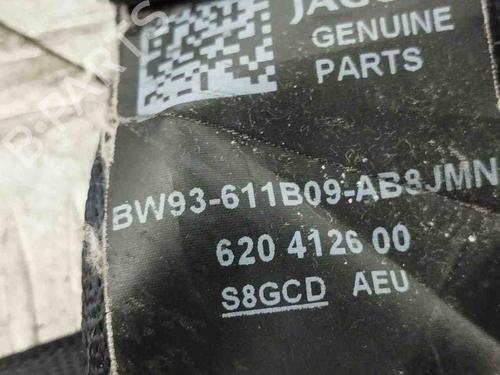 JAG
GENUINE
PARTS
BW93-611B09-AB8JMN
620 4126 00
S8GCD AEU
B-PARTS